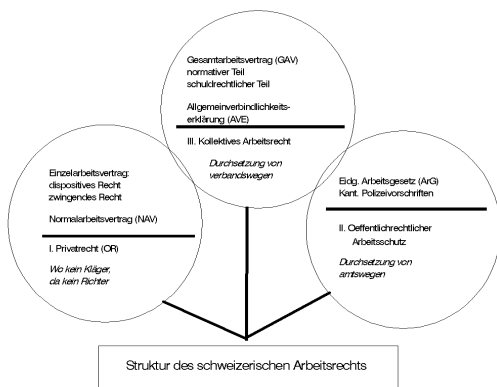 Gesamtarbeitsvertrag (GAV)
normativer Teil
schuldrechtlicher Teil
Allgemeinverbindlichkeits-
erklärung (AVE)
III. Kollektives Arbeitsrecht
Durchsetzung von
verbandswegen
Einzelarbeitsvertrag:
dispositives Recht
zwingendes Recht
Normalarbeitsvertrag (NAV)
I. Privatrecht (OR)
Wo kein Kläger,
da kein Richter
Eidg. Arbeitsgesetz (ArG)
Kant. Polizeivorschriften
II. Oeffentlichrechtlicher
Arbeitsschutz
Durchsetzung von
amtswegen
Struktur des schweizerischen Arbeitsrechts